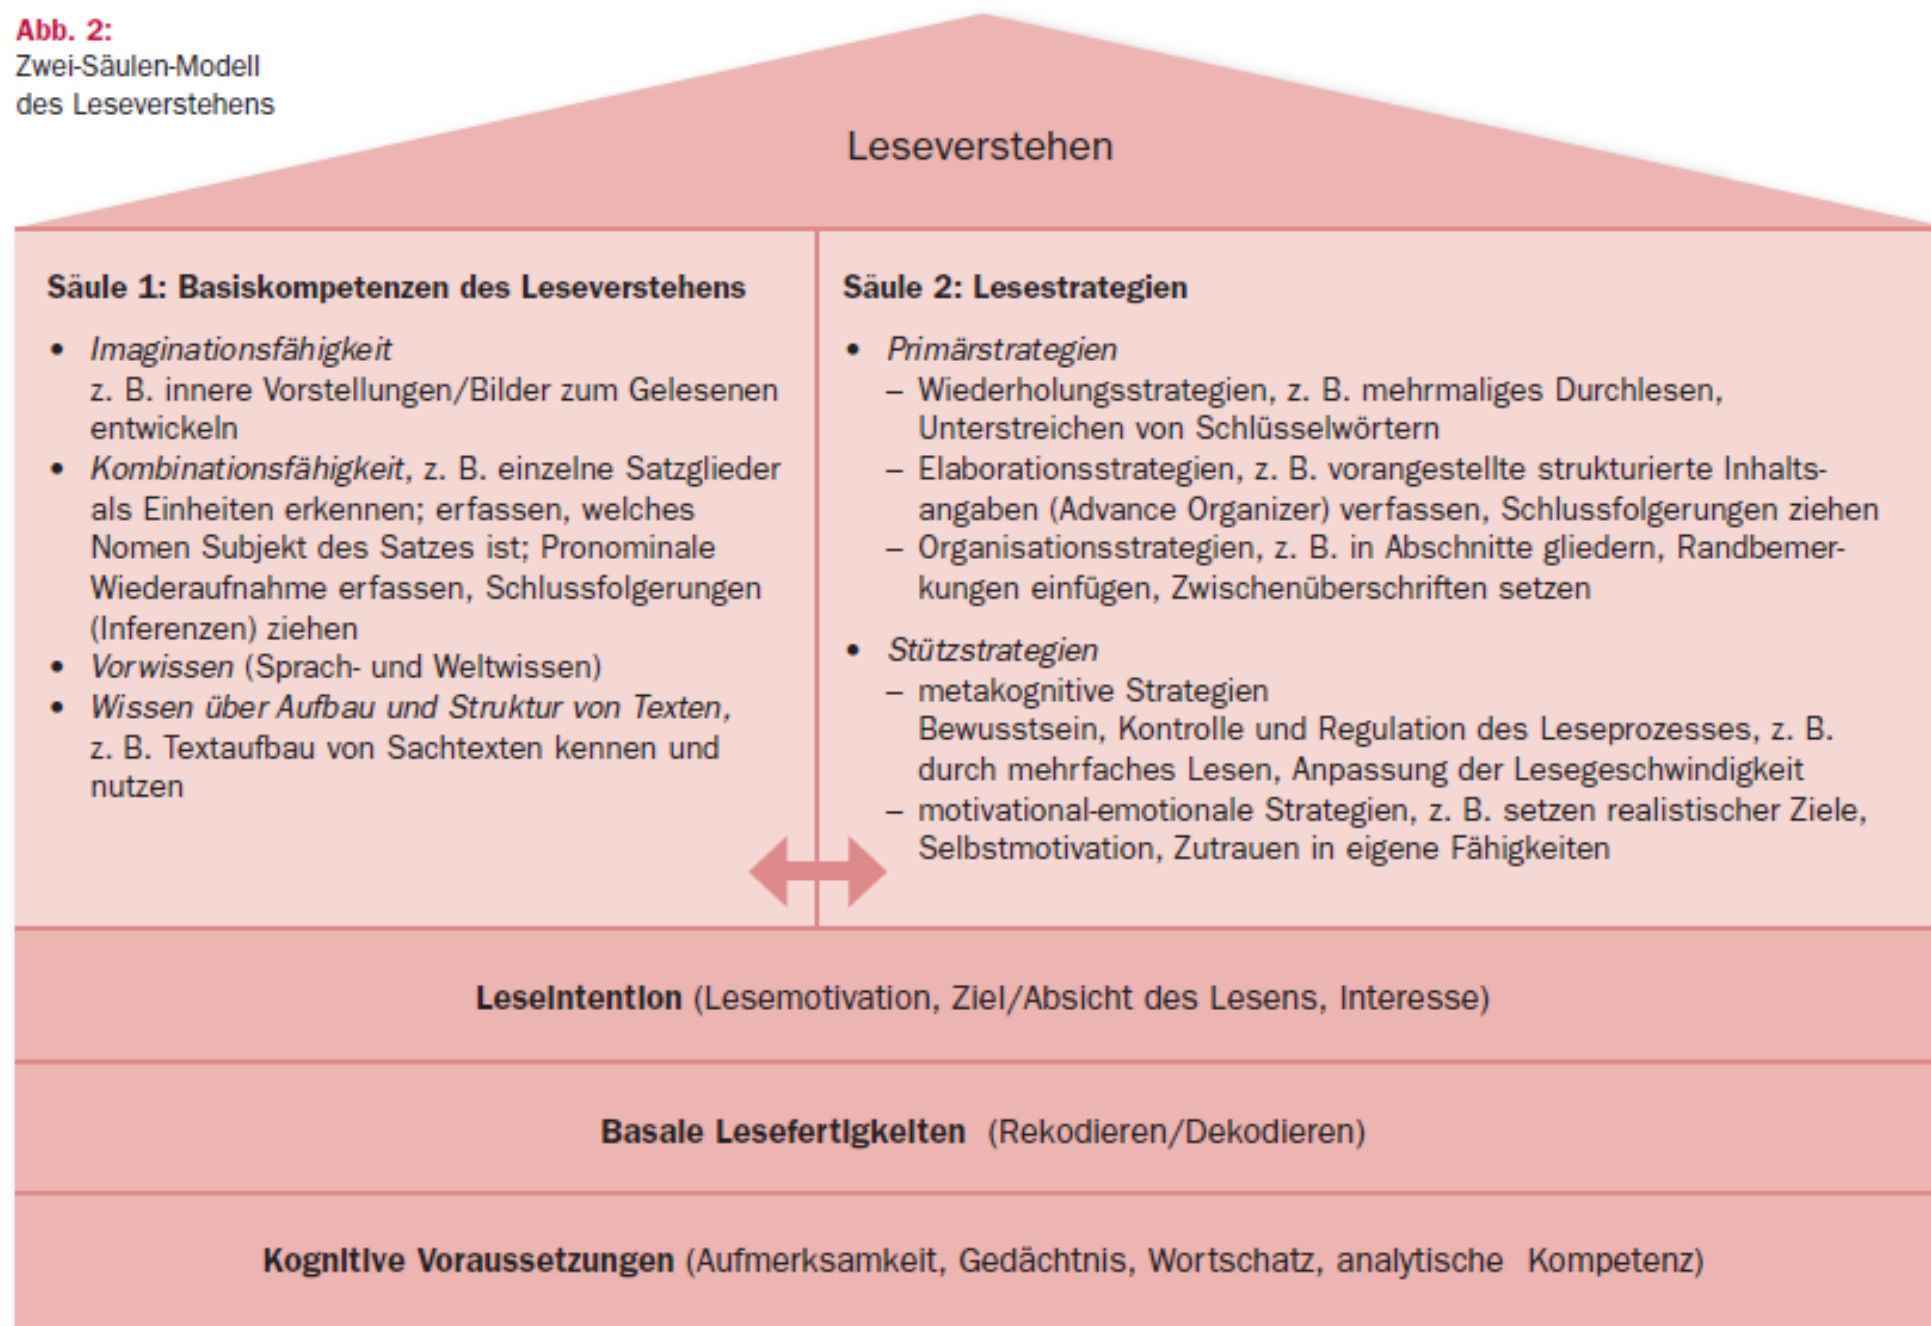 Abb. 2:
Zwei-Säulen-Modell
des Leseverstehens
Leseverstehen
Säule 1: Basiskompetenzen des Leseverstehens
• Imaginationsfähigkeit
z. B. innere Vorstellungen/Bilder zum Gelesenen
entwickeln
• Kombinationsfähigkeit, z. B. einzelne Satzglieder
als Einheiten erkennen; erfassen, welches
Nomen Subjekt des Satzes ist; Pronominale
Wiederaufnahme erfassen, Schlussfolgerungen
(Inferenzen) ziehen
• Vorwissen (Sprach- und Weltwissen)
• Wissen über Aufbau und Struktur von Texten,
z. B. Textaufbau von Sachtexten kennen und
nutzen
Säule 2: Lesestrategien
• Primärstrategien
– Wiederholungsstrategien, z. B. mehrmaliges Durchlesen,
Unterstreichen von Schlüsselwörtern
– Elaborationsstrategien, z. B. vorangestellte strukturierte Inhalts-
angaben (Advance Organizer) verfassen, Schlussfolgerungen ziehen
– Organisationsstrategien, z. B. in Abschnitte gliedern, Randbemer-
kungen einfügen, Zwischenüberschriften setzen
• Stützstrategien
– metakognitive Strategien
Bewusstsein, Kontrolle und Regulation des Leseprozesses, z. B.
durch mehrfaches Lesen, Anpassung der Lesegeschwindigkeit
– motivational-emotionale Strategien, z. B. setzen realistischer Ziele,
Selbstmotivation, Zutrauen in eigene Fähigkeiten
Leseintention (Lesemotivation, Ziel/Absicht des Lesens, Interesse)
Basale Lesefertigkeiten (Rekodieren/Dekodieren)
Kognitive Voraussetzungen (Aufmerksamkeit, Gedächtnis, Wortschatz, analytische Kompetenz)